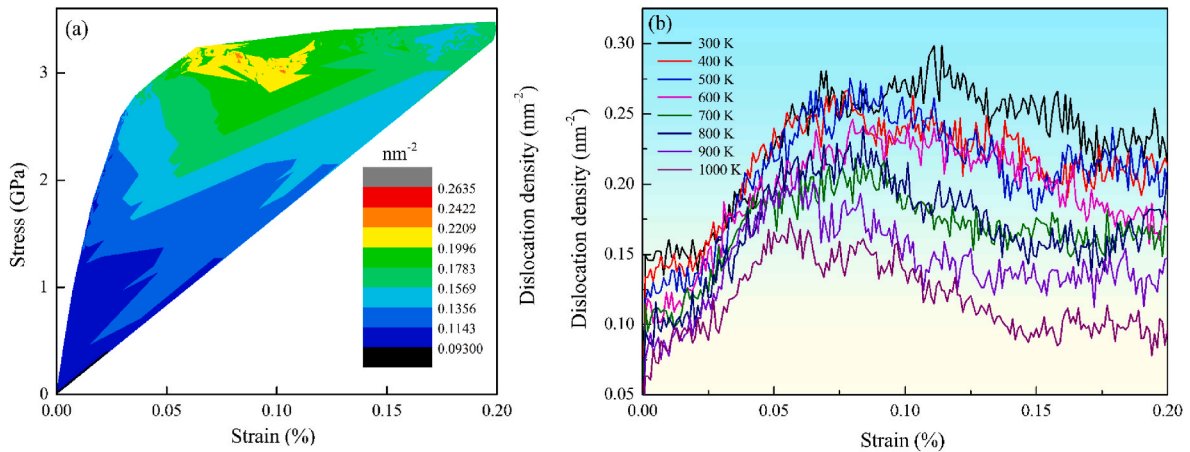 (a)
Stress (GPa)
3
2
1
0
0.00 0.05 0.10 0.15 0.20
Strain (%)
nm-2
0.2635
0.2422
0.2209
0.1996
0.1783
0.1569
0.1356
0.1143
0.09300
Dislocation density (nm-2)
(b)
Dislocation density (nm-2)
0.30
0.25
0.20
0.15
0.10
0.05
0.00 0.05 0.10 0.15 0.20
Strain (%)
300 K
400 K
500 K
600 K
700 K
800 K
900 K
1000 K